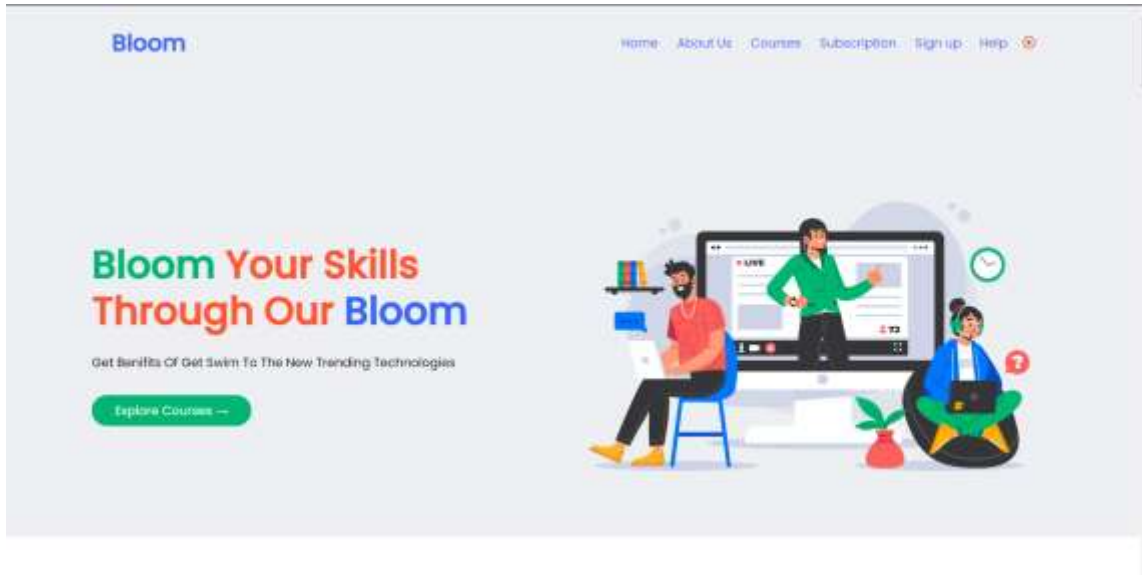 Bloom
Home About Us Courses Subscription Sign up Help
Bloom Your Skills
Through Our Bloom
Get Benifits Of Get Swim To The New Trending Technologies
Explore Courses →
LIVE
72